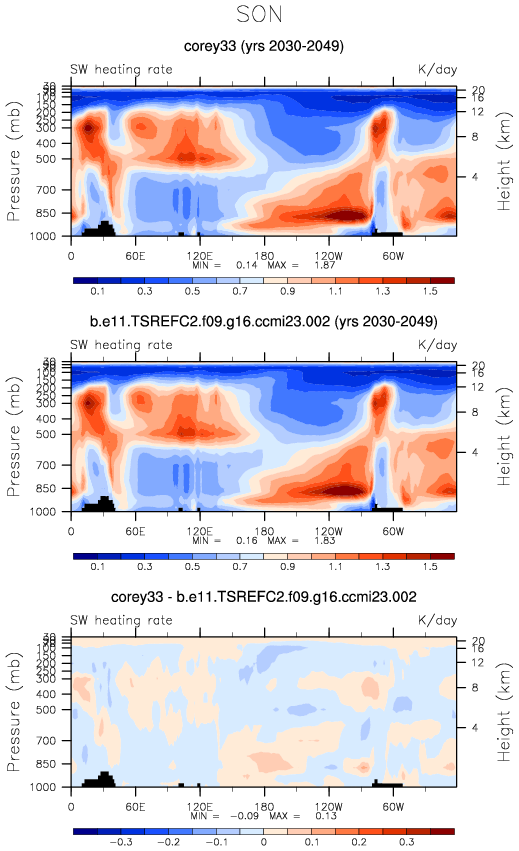 SON
corey33 (yrs 2030-2049)
SW heating rate K/day
30
50
70
100
150
200
250
300
400
500
700
850
1000
Pressure (mb)
20
16
12
8
4
Height (km)
0 60E 120E 180 120W 60W
MIN = 0.14 MAX = 1.87
0.1 0.3 0.5 0.7 0.9 1.1 1.3 1.5
b.e11.TSREFC2.f09.g16.ccmi23.002 (yrs 2030-2049)
SW heating rate K/day
30
50
70
100
150
200
250
300
400
500
700
850
1000
Pressure (mb)
20
16
12
8
4
Height (km)
0 60E 120E 180 120W 60W
MIN = 0.16 MAX = 1.83
0.1 0.3 0.5 0.7 0.9 1.1 1.3 1.5
corey33 - b.e11.TSREFC2.f09.g16.ccmi23.002
SW heating rate K/day
30
50
70
100
150
200
250
300
400
500
700
850
1000
Pressure (mb)
20
16
12
8
4
Height (km)
0 60E 120E 180 120W 60W
MIN = −0.09 MAX = 0.13
−0.3 −0.2 −0.1 0 0.1 0.2 0.3